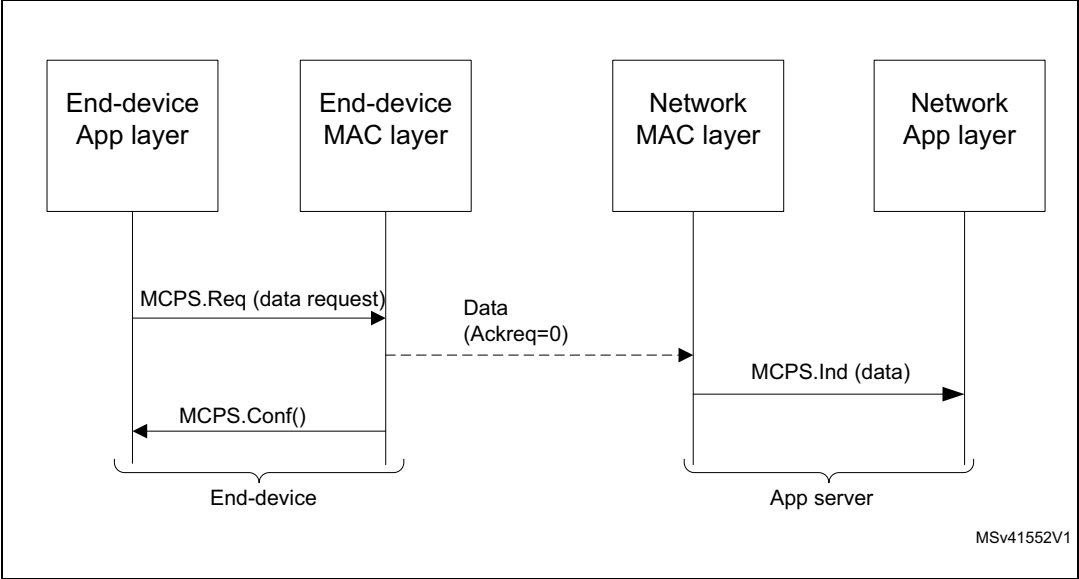 End-device
App layer
End-device
MAC layer
Network
MAC layer
Network
App layer
MCPS.Req (data request)
Data
(Ackreq=0)
MCPS.Ind (data)
MCPS.Conf()
End-device
App server
MSv41552V1